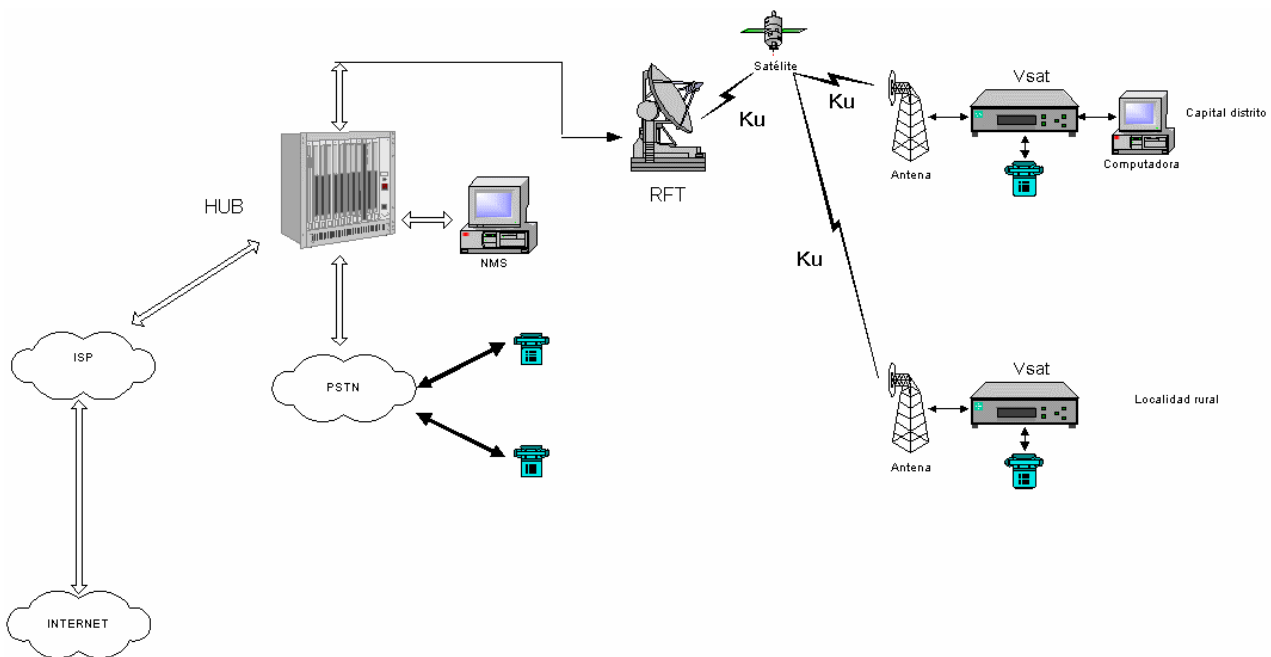 Satélite
Vsat
Ku
Ku
Capital distrito
Computadora
Antena
HUB
RFT
NMS
Ku
ISP
PSTN
Vsat
Localidad rural
Antena
INTERNET